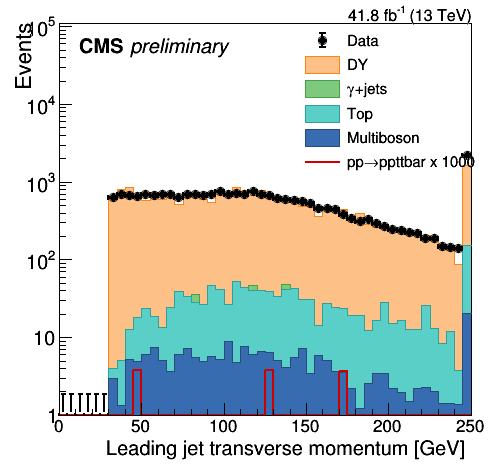 41.8 fb⁻¹ (13 TeV)
CMS preliminary
Data
DY
γ+jets
Top
Multiboson
pp→ppttbar x 1000
Events
10⁵
10⁴
10³
10²
10
1
0 50 100 150 200 250
Leading jet transverse momentum [GeV]